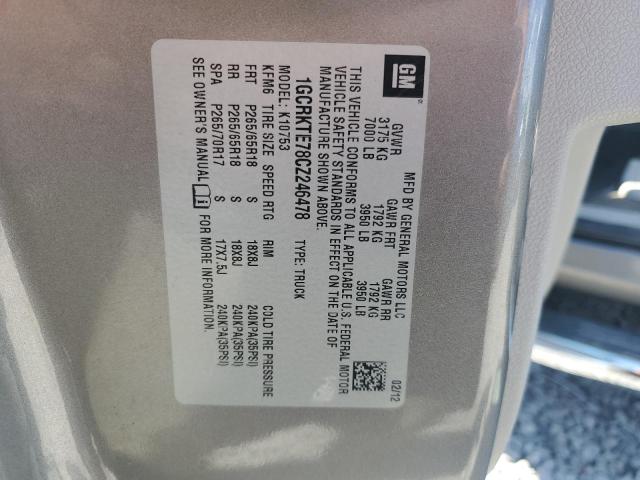 GM
MFD BY GENERAL MOTORS LLC 02/12
GVWR GAWR FRT GAWR RR
3175 KG 1792 KG 1792 KG
7000 LB 3950 LB 3950 LB
THIS VEHICLE CONFORMS TO ALL APPLICABLE U.S. FEDERAL MOTOR
VEHICLE SAFETY STANDARDS IN EFFECT ON THE DATE OF
MANUFACTURE SHOWN ABOVE.
1GCRKTE78CZ246478 TYPE: TRUCK
MODEL: K10753
KFM6 TIRE SIZE SPEED RTG RIM COLD TIRE PRESSURE
FRT P265/65R18 S 18X8J 240KPA(35PSI)
RR P265/65R18 S 18X8J 240KPA(35PSI)
SPA P265/70R17 S 17X7.5J 240KPA(35PSI)
SEE OWNER'S MANUAL FOR MORE INFORMATION.